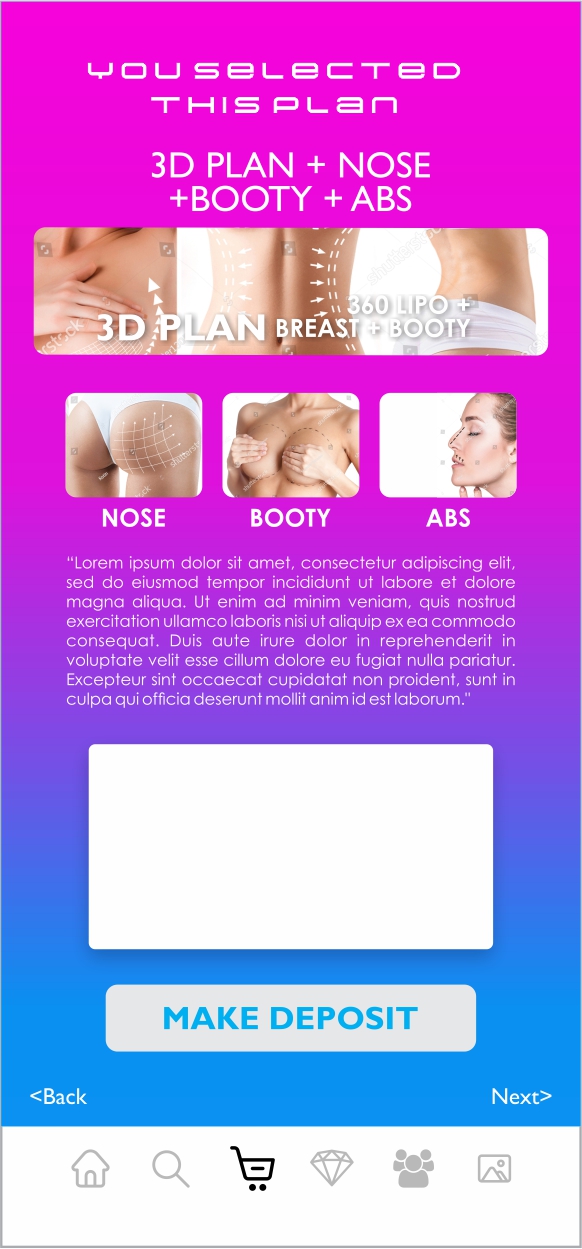 YOU SELECTED
THIS PLAN
3D PLAN + NOSE
+BOOTY + ABS
360 LIPO +
3D PLAN BREAST + BOOTY
NOSE
BOOTY
ABS
“Lorem ipsum dolor sit amet, consectetur adipiscing elit,
sed do eiusmod tempor incididunt ut labore et dolore
magna aliqua. Ut enim ad minim veniam, quis nostrud
exercitation ullamco laboris nisi ut aliquip ex ea commodo
consequat. Duis aute irure dolor in reprehenderit in
voluptate velit esse cillum dolore eu fugiat nulla pariatur.
Excepteur sint occaecat cupidatat non proident, sunt in
culpa qui officia deserunt mollit anim id est laborum."
MAKE DEPOSIT
<Back
Next>